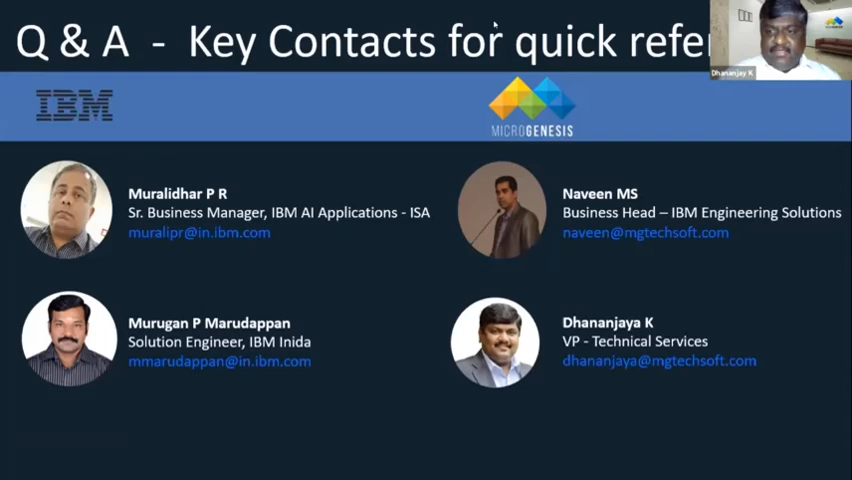 Q & A - Key Contacts for quick refer
Dhananjay K
IBM
MICROGENESIS
Muralidhar P R
Sr. Business Manager, IBM AI Applications - ISA
muralipr@in.ibm.com
Naveen MS
Business Head – IBM Engineering Solutions
naveen@mgtechsoft.com
Murugan P Marudappan
Solution Engineer, IBM Inida
mmarudappan@in.ibm.com
Dhananjaya K
VP - Technical Services
dhananjaya@mgtechsoft.com